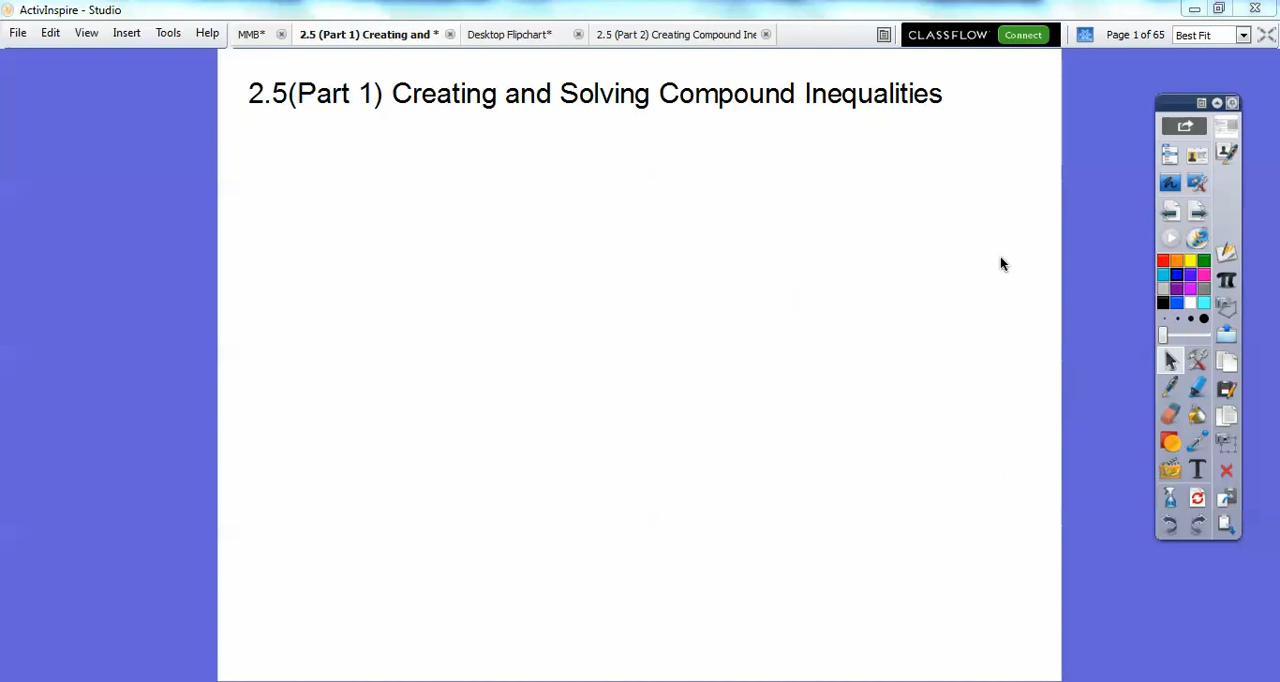 ActivInspire - Studio
File Edit View Insert Tools Help MMB* 2.5 (Part 1) Creating and * Desktop Flipchart* 2.5 (Part 2) Creating Compound Ine CLASSFLOW Connect Page 1 of 65 Best Fit
2.5(Part 1) Creating and Solving Compound Inequalities